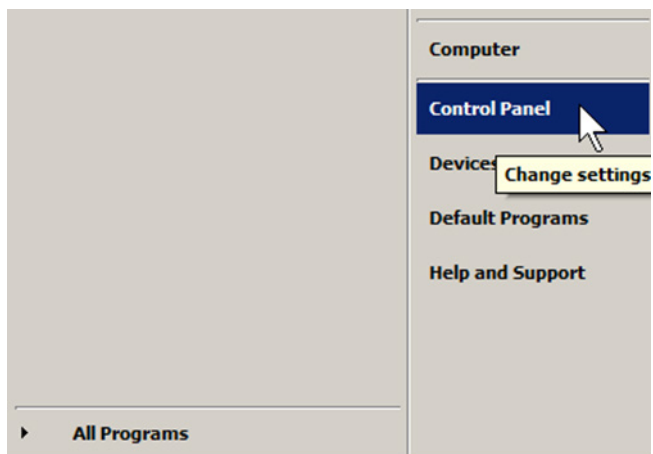 Computer
Control Panel
Devices
Change settings
Default Programs
Help and Support
All Programs